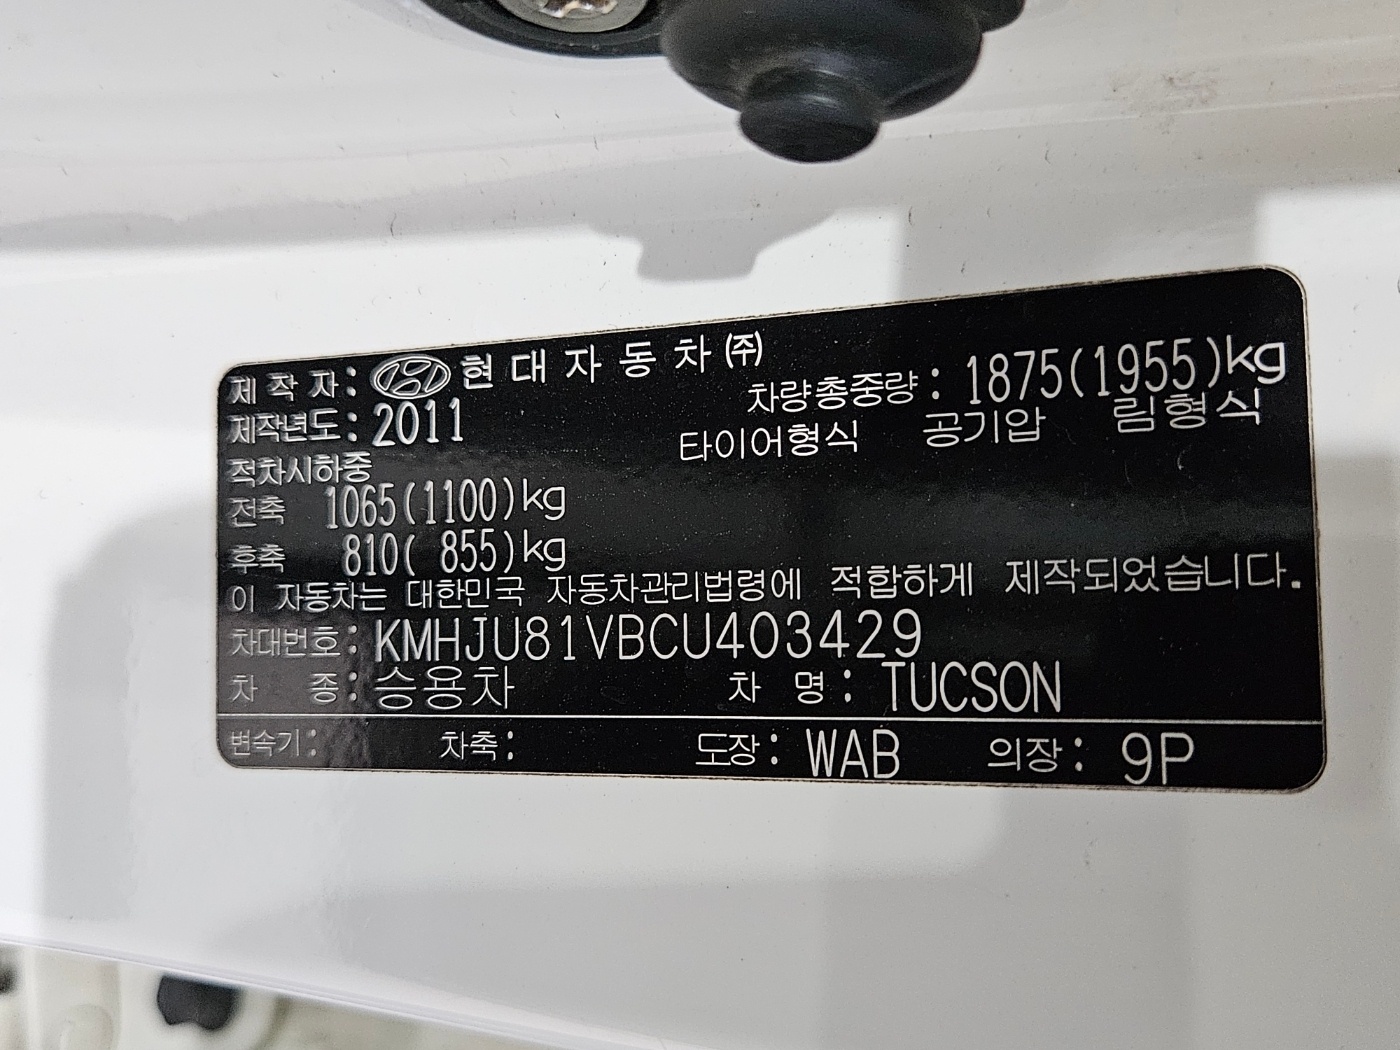 제작자: 현대자동차㈜
차량총중량: 1875(1955)kg
제작년도: 2011
타이어형식 공기압 림형식
적차시하중
전축 1065(1100)kg
후축 810( 855)kg
이 자동차는 대한민국 자동차관리법령에 적합하게 제작되었습니다.
차대번호: KMHJU81VBCU403429
차 종: 승용차 차 명: TUCSON
변속기: 차축: 도장: WAB 의장: 9P